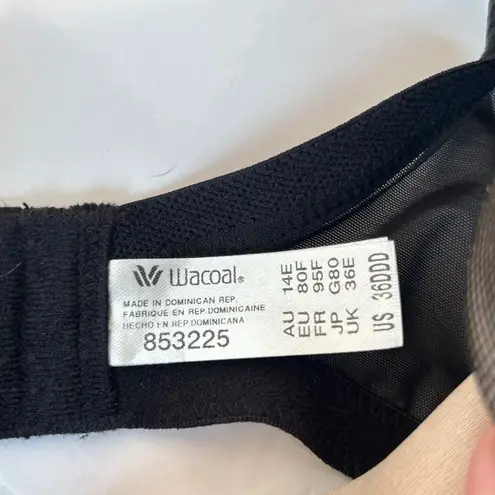 Wacoal®
MADE IN DOMINICAN REP.
FABRIQUE EN REP.DOMINICAINE
HECHO EN REP.DOMINICANA
853225
AU 14E
EU 80F
FR 95F
JP G80
UK 36E
US 36DDD